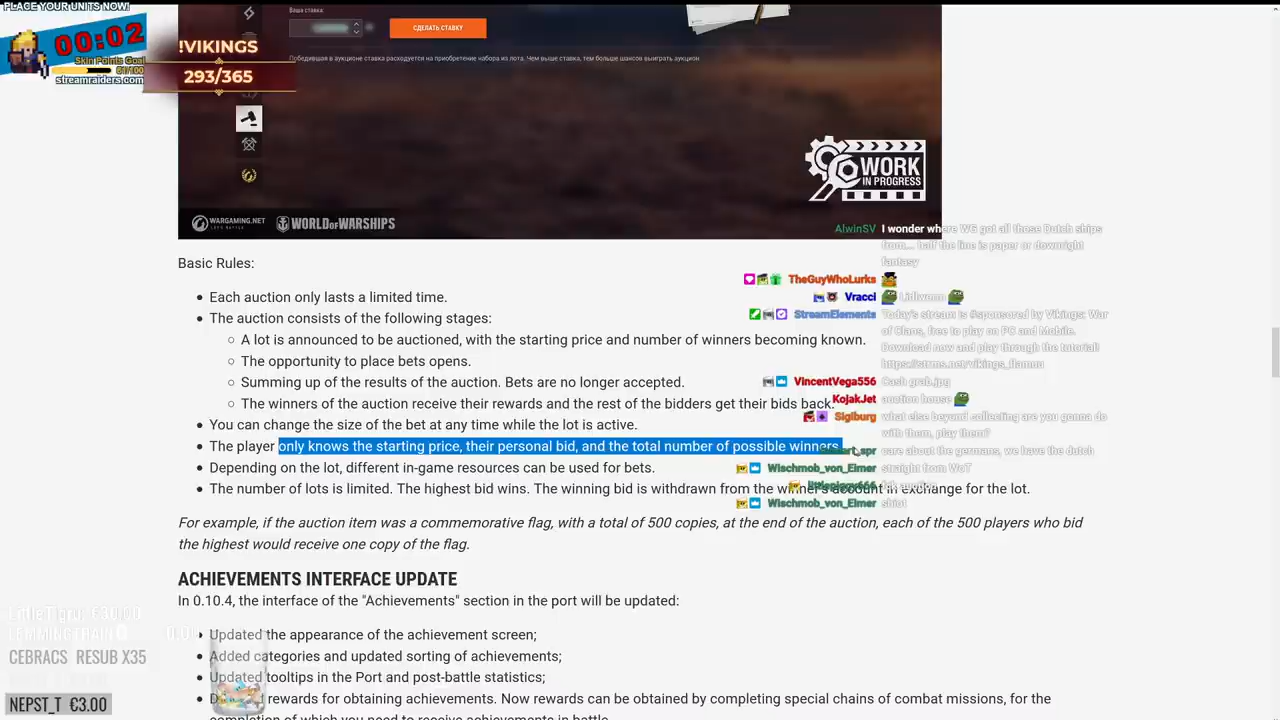 PLACE YOUR UNITS NOW!
00:02
Skin Points Goal
streamraiders.com
!VIKINGS
293/365
Ваша ставка:
СДЕЛАТЬ СТАВКУ
Победившая в аукционе ставка расходуется на приобретение набора из лота. Чем выше ставка, тем больше шансов выиграть аукцион
WORK
IN PROGRESS
WARGAMING.NET
LET'S BATTLE
WORLD OF WARSHIPS
AlwinSV I wonder where WG got all those Dutch ships
from... half the line is paper or downright
fantasy
TheGuyWhoLurks
Vracci
StreamElements Today's stream is #sponsored by Vikings: War
of Clans, free to play on PC and Mobile.
Download now and play through the tutorial!
VincentVega556 Cash grab.jpg
KojakJet auction house
Sigiburg what else beyond collecting are you gonna do
with them, play them?
care about the germans, we have the dutch
Wischmob_von_Eimer straight from WoT
littlepiggy666
Wischmob_von_Eimer
Basic Rules:
Each auction only lasts a limited time.
The auction consists of the following stages:
A lot is announced to be auctioned, with the starting price and number of winners becoming known.
The opportunity to place bets opens.
Summing up of the results of the auction. Bets are no longer accepted.
The winners of the auction receive their rewards and the rest of the bidders get their bids back.
You can change the size of the bet at any time while the lot is active.
The player only knows the starting price, their personal bid, and the total number of possible winners.
Depending on the lot, different in-game resources can be used for bets.
The number of lots is limited. The highest bid wins. The winning bid is withdrawn from the winner's account in exchange for the lot.
For example, if the auction item was a commemorative flag, with a total of 500 copies, at the end of the auction, each of the 500 players who bid
the highest would receive one copy of the flag.
ACHIEVEMENTS INTERFACE UPDATE
In 0.10.4, the interface of the "Achievements" section in the port will be updated:
Updated the appearance of the achievement screen;
Added categories and updated sorting of achievements;
Updated tooltips in the Port and post-battle statistics;
rewards for obtaining achievements. Now rewards can be obtained by completing special chains of combat missions, for the
completion of which you need to receive achievements in battle.
LEMMINGTRAIN
CEBRACS RESUB X35
NEPST_T €3.00